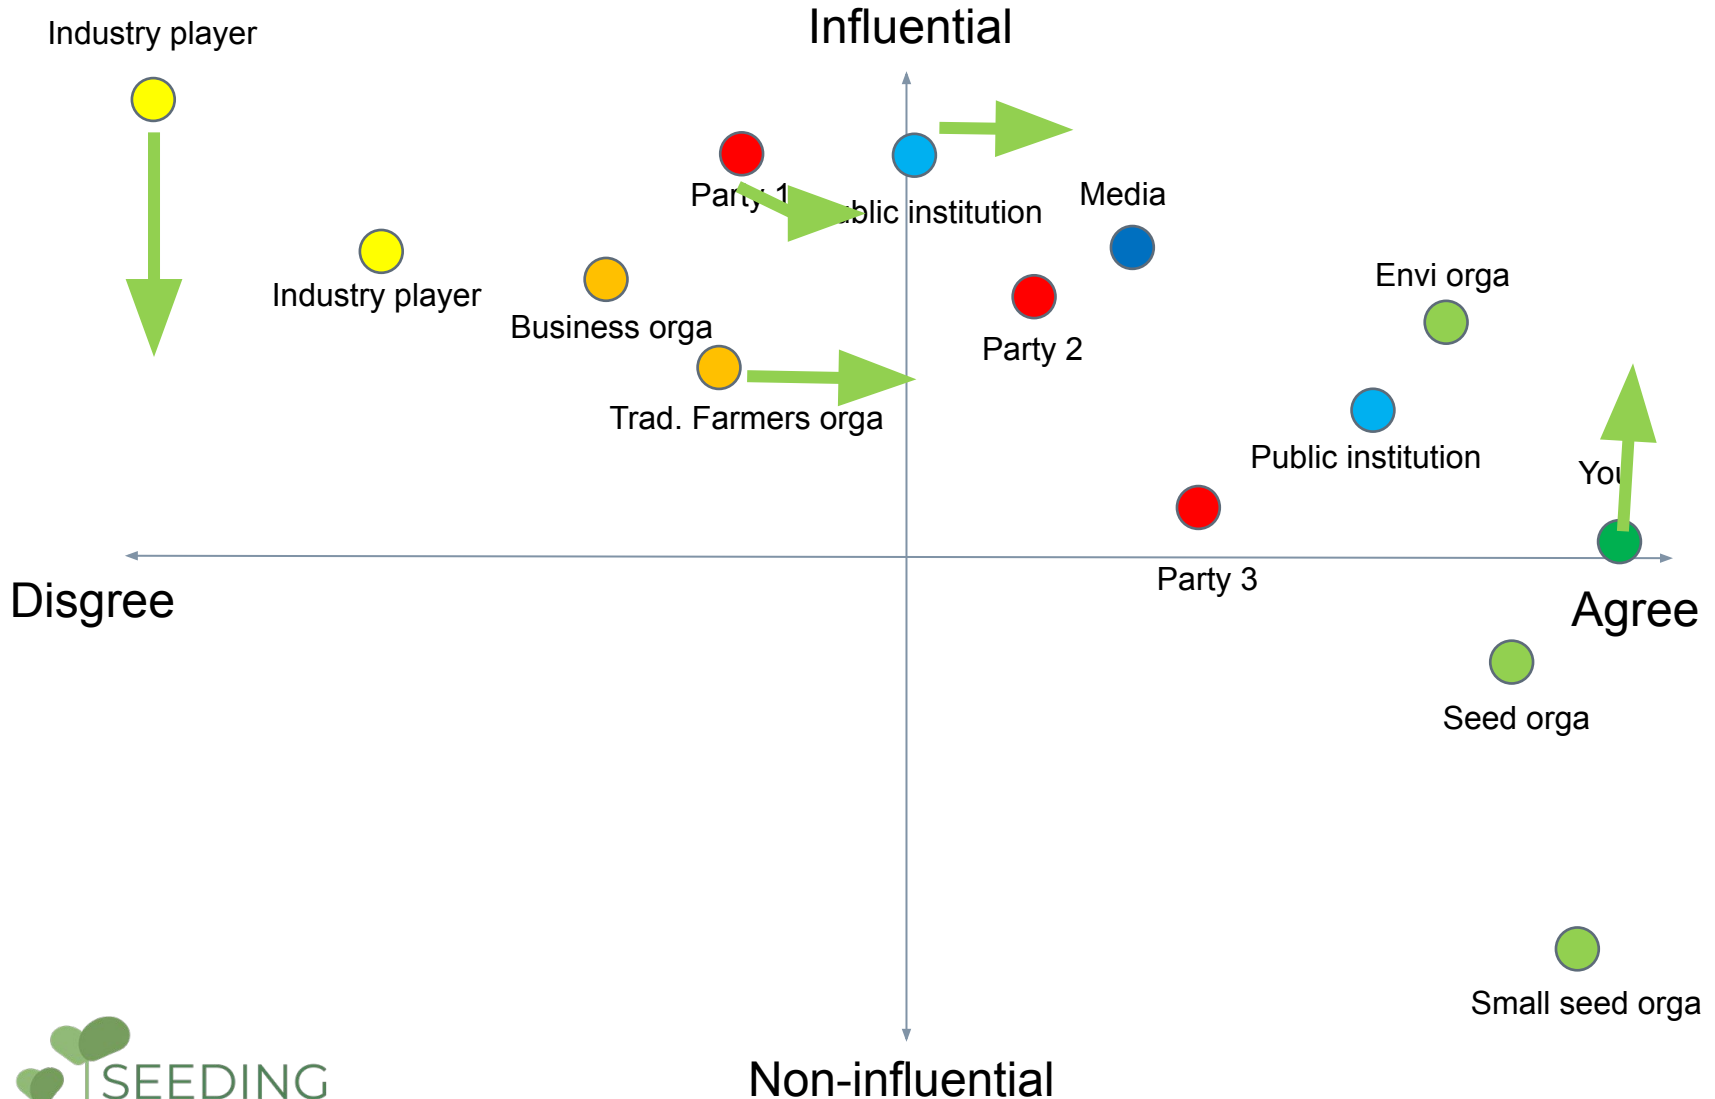 Influential
Industry player
Party 1
Public institution
Media
Envi orga
Industry player
Business orga
Party 2
Trad. Farmers orga
Public institution
You
Party 3
Disgree
Agree
Seed orga
Small seed orga
SEEDING
Non-influential